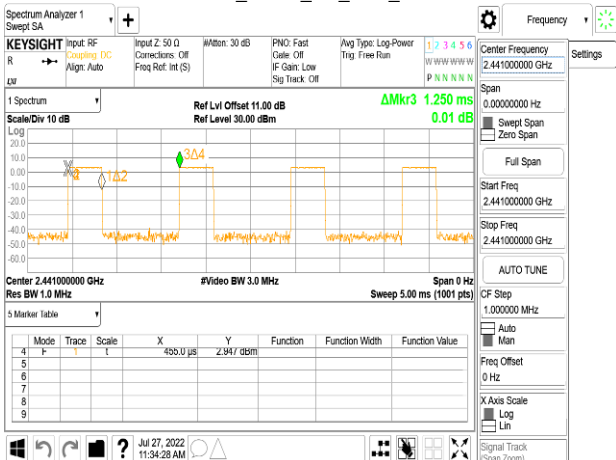 Spectrum Analyzer 1
Swept SA
Frequency
Settings
KEYSIGHT
R
Input: RF
Coupling: DC
Align: Auto
Input Z: 50 Ω
Corrections: Off
Freq Ref: Int (S)
#Atten: 30 dB
PNO: Fast
Gate: Off
IF Gain: Low
Sig Track: Off
Avg Type: Log-Power
Trig: Free Run
1 2 3 4 5 6
W W W W W W
P N N N N N
1 Spectrum
Scale/Div 10 dB
Log
Ref Lvl Offset 11.00 dB
Ref Level 30.00 dBm
ΔMkr3 1.250 ms
0.01 dB
20.0
10.0
0.00
-10.0
-20.0
-30.0
-40.0
-50.0
-60.0
1Δ2
3Δ4
Center 2.441000000 GHz
Res BW 1.0 MHz
#Video BW 3.0 MHz
Span 0 Hz
Sweep 5.00 ms (1001 pts)
5 Marker Table
Mode Trace Scale X Y Function Function Width Function Value
4 F 1 t 455.0 µs 2.947 dBm
5
6
7
8
9
?
Jul 27, 2022
11:34:28 AM
Center Frequency
2.441000000 GHz
Span
0.00000000 Hz
Swept Span
Zero Span
Full Span
Start Freq
2.441000000 GHz
Stop Freq
2.441000000 GHz
AUTO TUNE
CF Step
1.000000 MHz
Auto
Man
Freq Offset
0 Hz
X Axis Scale
Log
Lin
Signal Track
(Span Zoom)